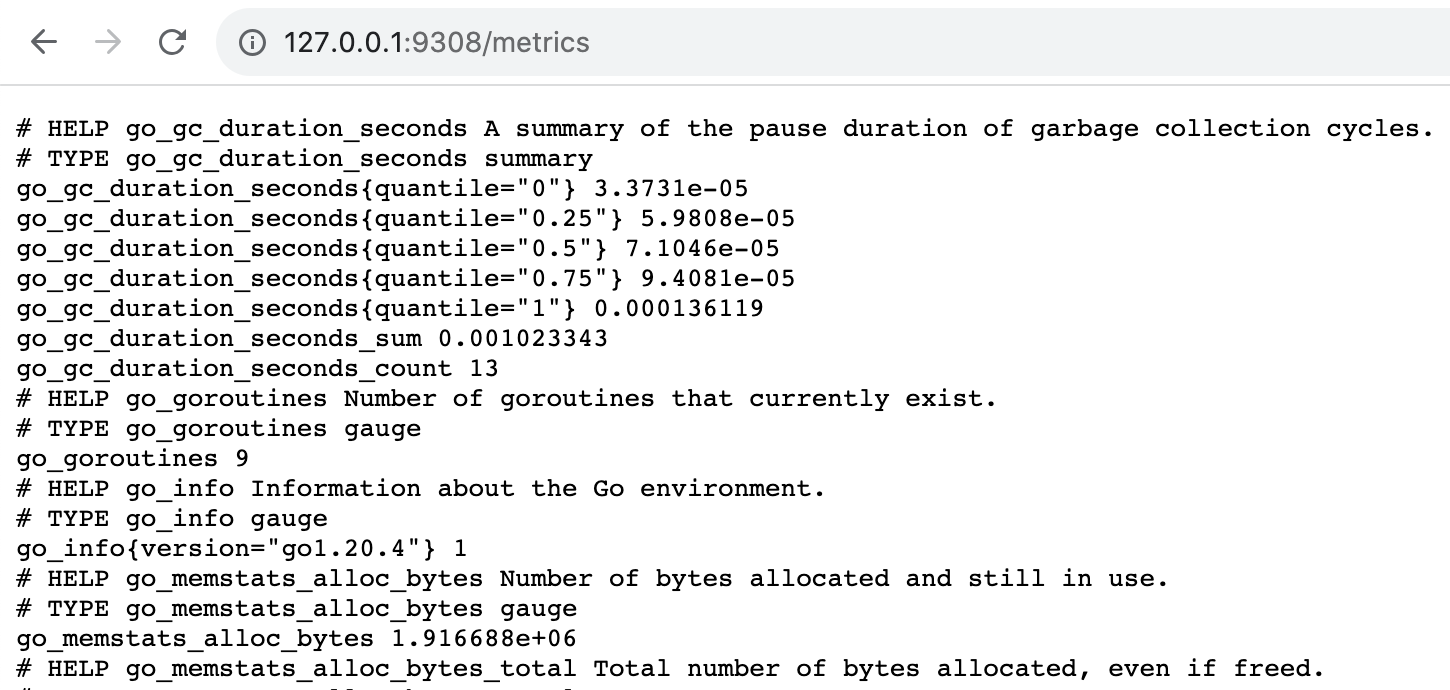 127.0.0.1:9308/metrics
# HELP go_gc_duration_seconds A summary of the pause duration of garbage collection cycles.
# TYPE go_gc_duration_seconds summary
go_gc_duration_seconds{quantile="0"} 3.3731e-05
go_gc_duration_seconds{quantile="0.25"} 5.9808e-05
go_gc_duration_seconds{quantile="0.5"} 7.1046e-05
go_gc_duration_seconds{quantile="0.75"} 9.4081e-05
go_gc_duration_seconds{quantile="1"} 0.000136119
go_gc_duration_seconds_sum 0.001023343
go_gc_duration_seconds_count 13
# HELP go_goroutines Number of goroutines that currently exist.
# TYPE go_goroutines gauge
go_goroutines 9
# HELP go_info Information about the Go environment.
# TYPE go_info gauge
go_info{version="go1.20.4"} 1
# HELP go_memstats_alloc_bytes Number of bytes allocated and still in use.
# TYPE go_memstats_alloc_bytes gauge
go_memstats_alloc_bytes 1.916688e+06
# HELP go_memstats_alloc_bytes_total Total number of bytes allocated, even if freed.